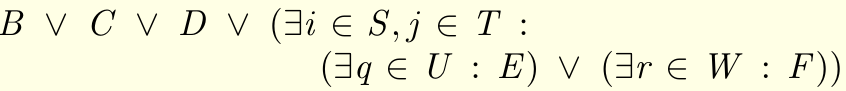 B ∨ C ∨ D ∨ (∃i ∈ S, j ∈ T :
(∃q ∈ U : E) ∨ (∃r ∈ W : F))